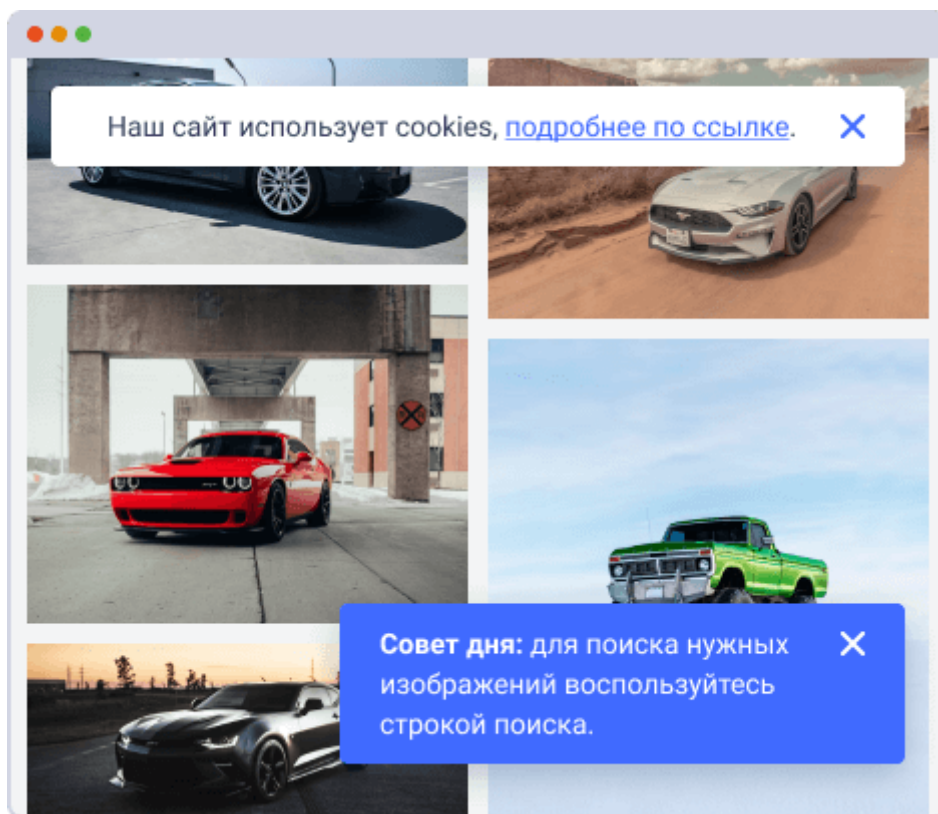 Наш сайт использует cookies, подробнее по ссылке.
Совет дня: для поиска нужных
изображений воспользуйтесь
строкой поиска.